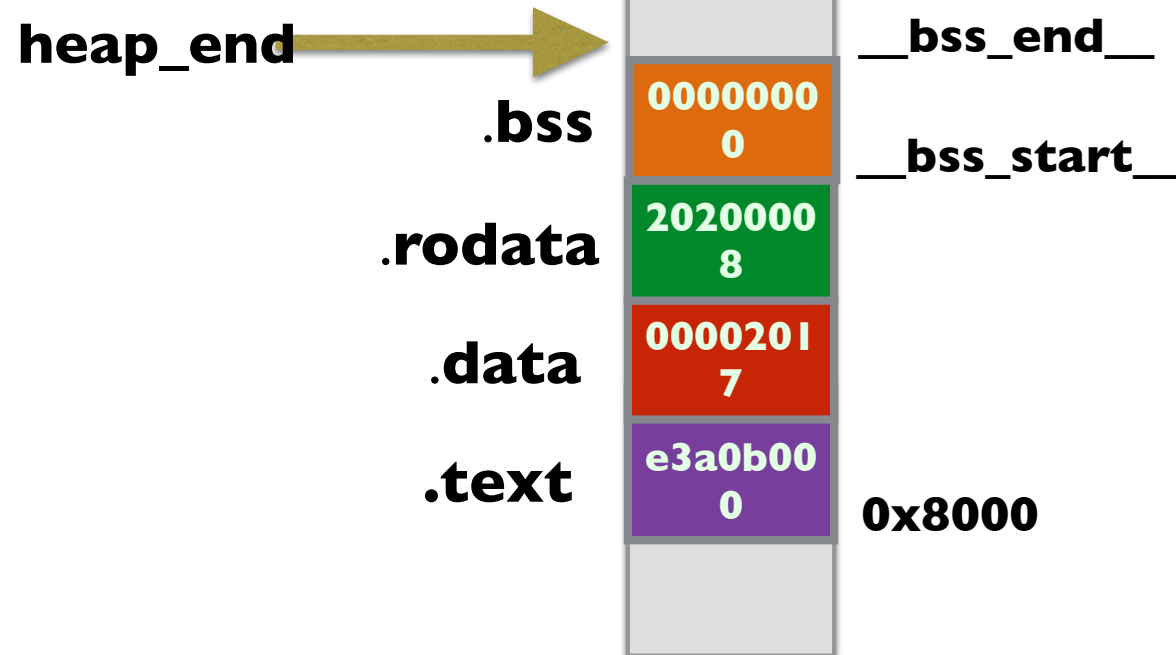 heap_end
__bss_end__
.bss
0000000
0
__bss_start__
.rodata
2020000
8
.data
0000201
7
.text
e3a0b00
0
0x8000